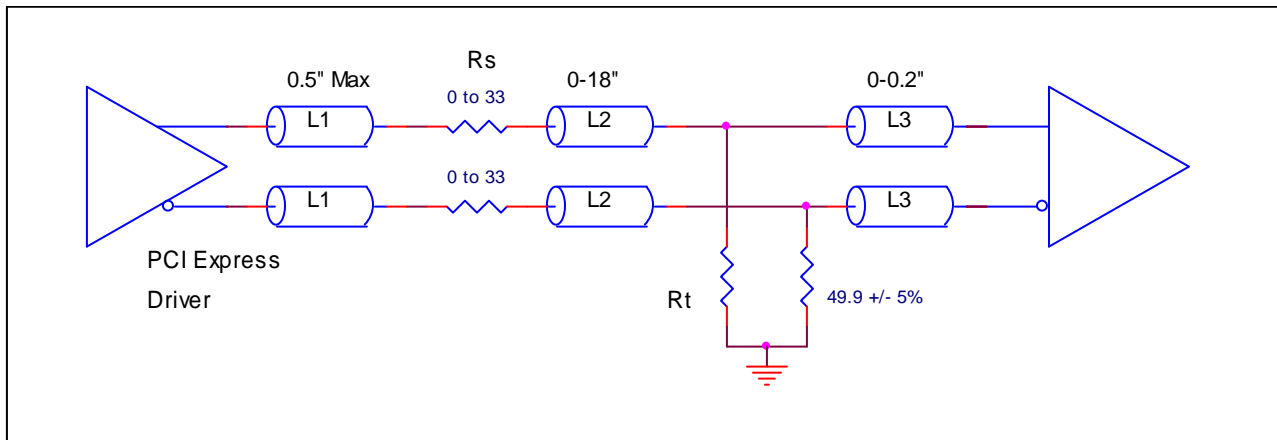 Rs
0.5" Max
0-18"
0-0.2"
0 to 33
L1
L2
L3
0 to 33
L1
L2
L3
PCI Express
Driver
Rt
49.9 +/- 5%